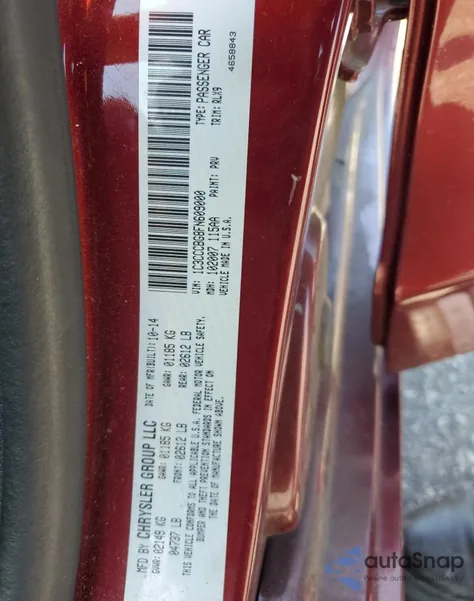 MFD BY CHRYSLER GROUP LLC
DATE OF MFR(BUILT): 10-14
GVWR: 02149 KG
04737 LB
GAWR: 01185 KG
FRONT: 02612 LB
GAWR: 01185 KG
REAR: 02612 LB
THIS VEHICLE CONFORMS TO ALL APPLICABLE U.S.A. FEDERAL MOTOR VEHICLE SAFETY,
BUMPER AND THEFT PREVENTION STANDARDS IN EFFECT ON
THE DATE OF MANUFACTURE SHOWN ABOVE.
VIN: 1C3CCCBG8FN609000
TYPE: PASSENGER CAR
MDH: 102007 115AA
PAINT: PRV
TRIM: RLX9
VEHICLE MADE IN U.S.A.
4658843
autoSnap